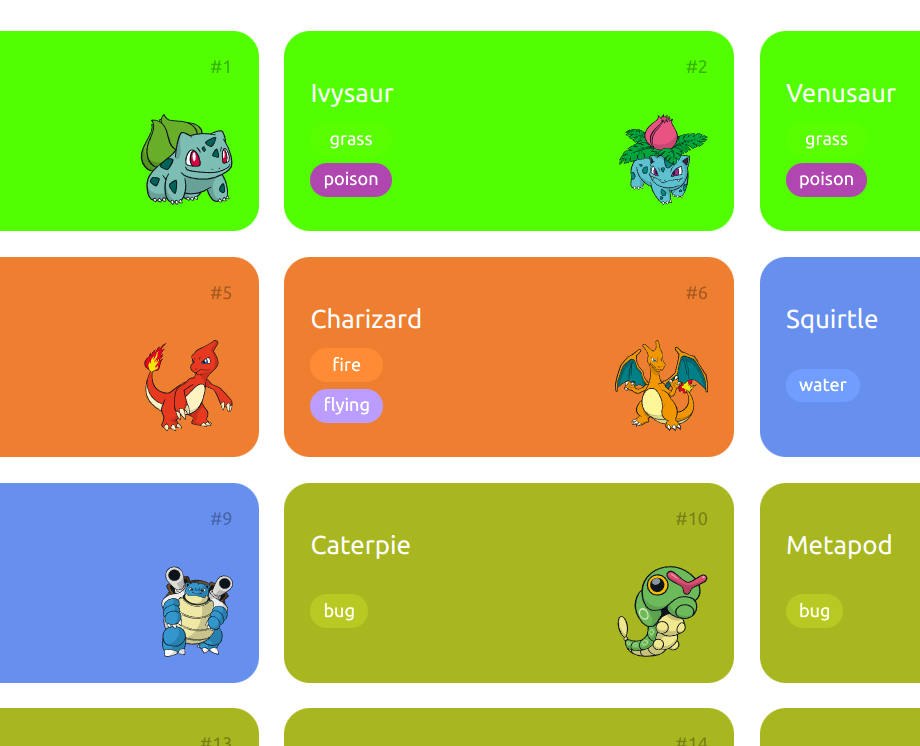 #1
Ivysaur
#2
grass
poison
Venusaur
grass
poison
#5
Charizard
#6
fire
flying
Squirtle
water
#9
Caterpie
#10
bug
Metapod
bug
#13
#14